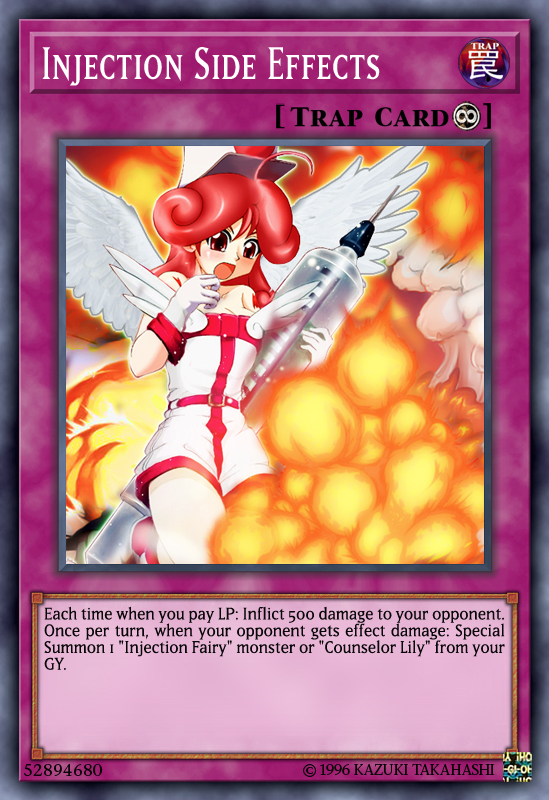 Injection Side Effects
TRAP
罠
[ Trap Card ]
Each time when you pay LP: Inflict 500 damage to your opponent.
Once per turn, when your opponent gets effect damage: Special
Summon 1 "Injection Fairy" monster or "Counselor Lily" from your
GY.
52894680
© 1996 KAZUKI TAKAHASHI